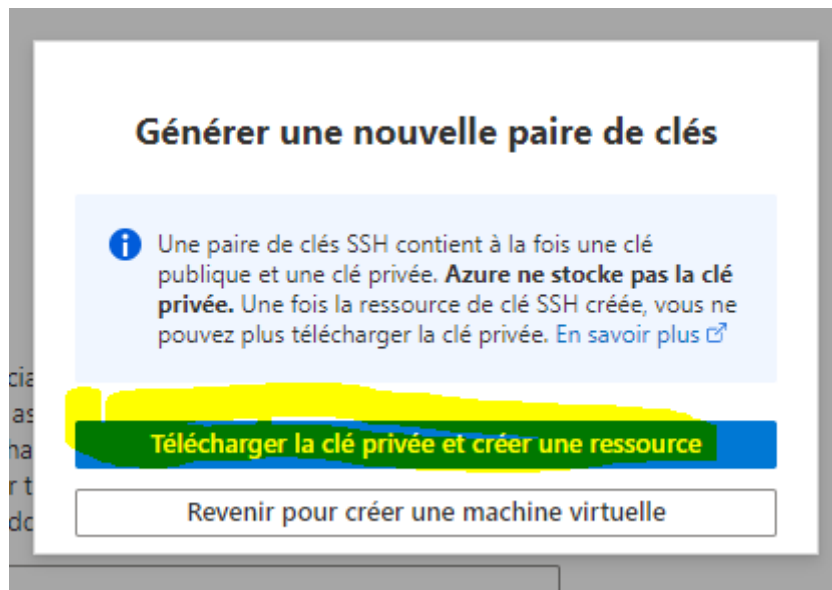 Générer une nouvelle paire de clés
Une paire de clés SSH contient à la fois une clé
publique et une clé privée. Azure ne stocke pas la clé
privée. Une fois la ressource de clé SSH créée, vous ne
pouvez plus télécharger la clé privée. En savoir plus
Télécharger la clé privée et créer une ressource
Revenir pour créer une machine virtuelle